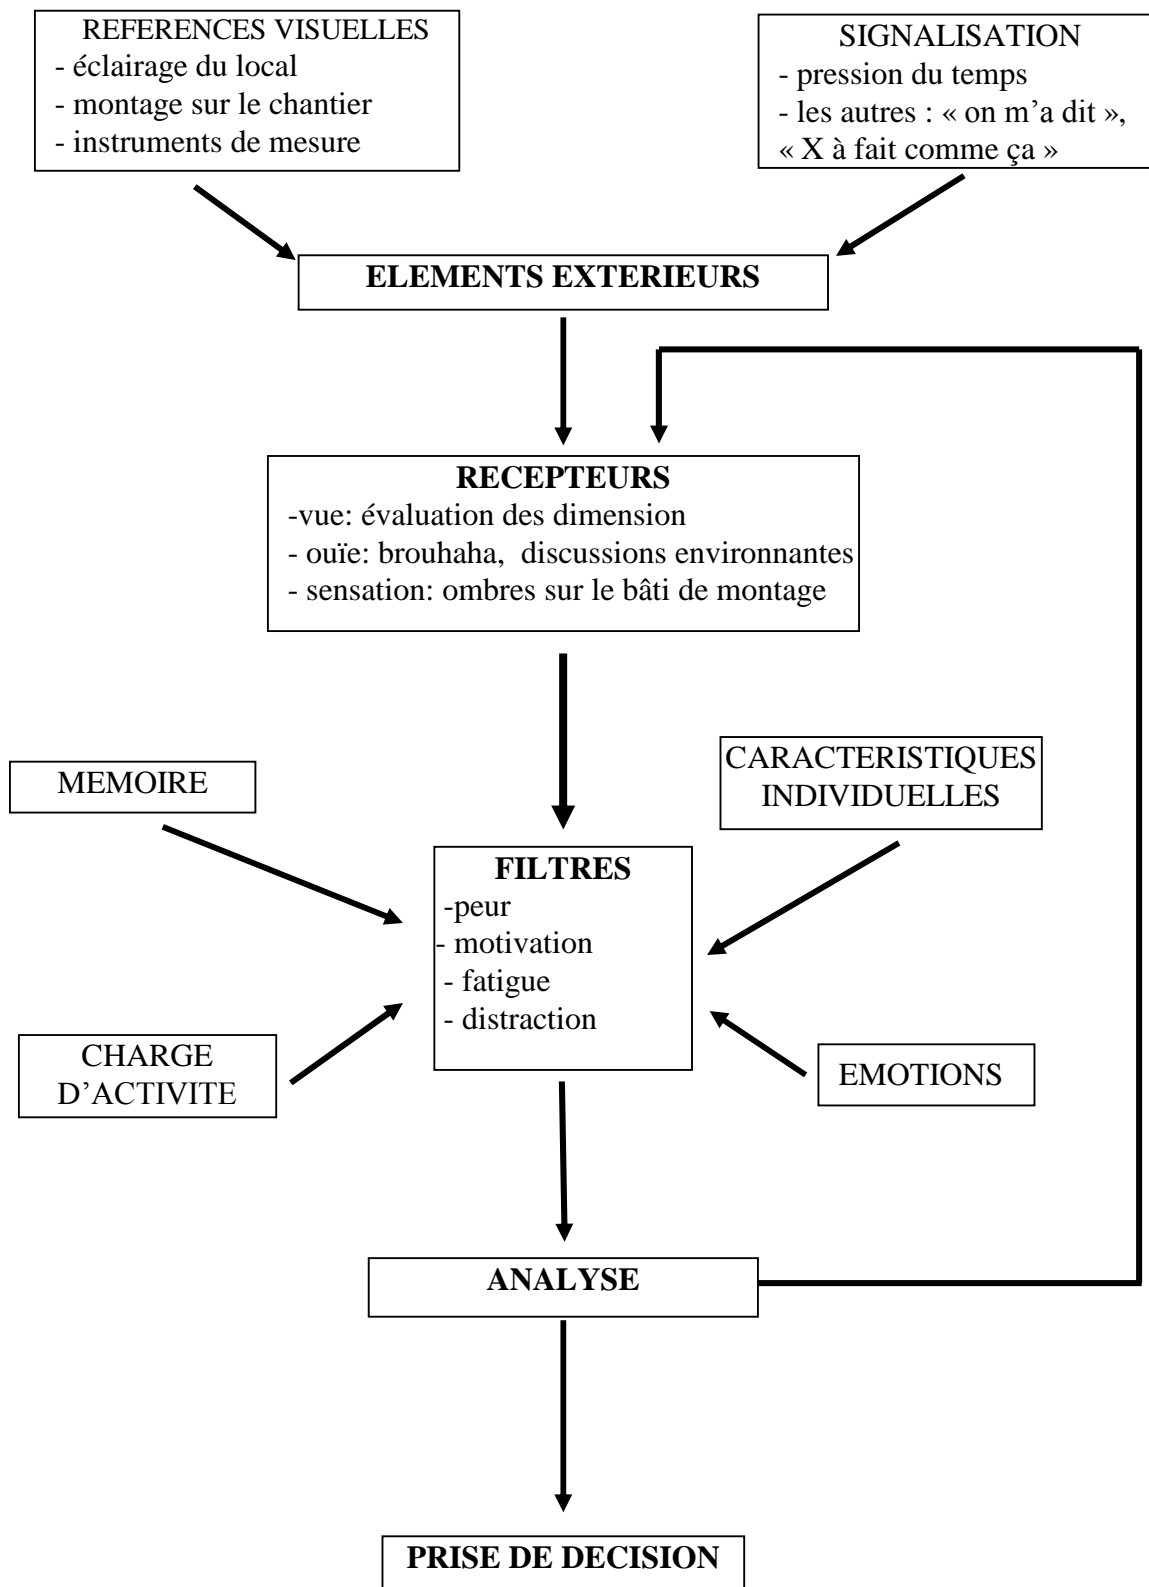 REFERENCES VISUELLES
- éclairage du local
- montage sur le chantier
- instruments de mesure
SIGNALISATION
- pression du temps
- les autres : « on m’a dit »,
« X à fait comme ça »
ELEMENTS EXTERIEURS
RECEPTEURS
-vue: évaluation des dimension
- ouïe: brouhaha,  discussions environnantes
- sensation: ombres sur le bâti de montage
MEMOIRE
CARACTERISTIQUES
INDIVIDUELLES
FILTRES
-peur
- motivation
- fatigue
- distraction
CHARGE
D’ACTIVITE
EMOTIONS
ANALYSE
PRISE DE DECISION